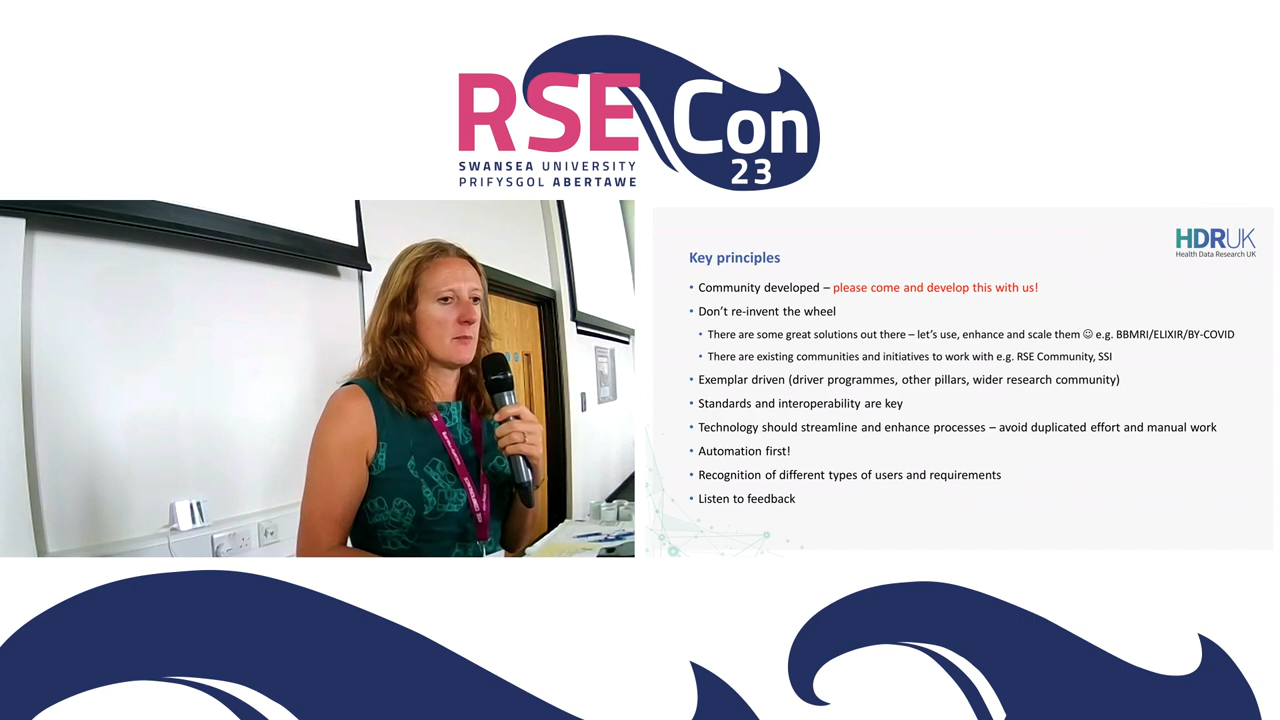 RSE Con
23
SWANSEA UNIVERSITY
PRIFYSGOL ABERTAWE
HDRUK
Health Data Research UK
Key principles
• Community developed – please come and develop this with us!
• Don’t re-invent the wheel
• There are some great solutions out there – let’s use, enhance and scale them ☺ e.g. BBMRI/ELIXIR/BY-COVID
• There are existing communities and initiatives to work with e.g. RSE Community, SSI
• Exemplar driven (driver programmes, other pillars, wider research community)
• Standards and interoperability are key
• Technology should streamline and enhance processes – avoid duplicated effort and manual work
• Automation first!
• Recognition of different types of users and requirements
• Listen to feedback